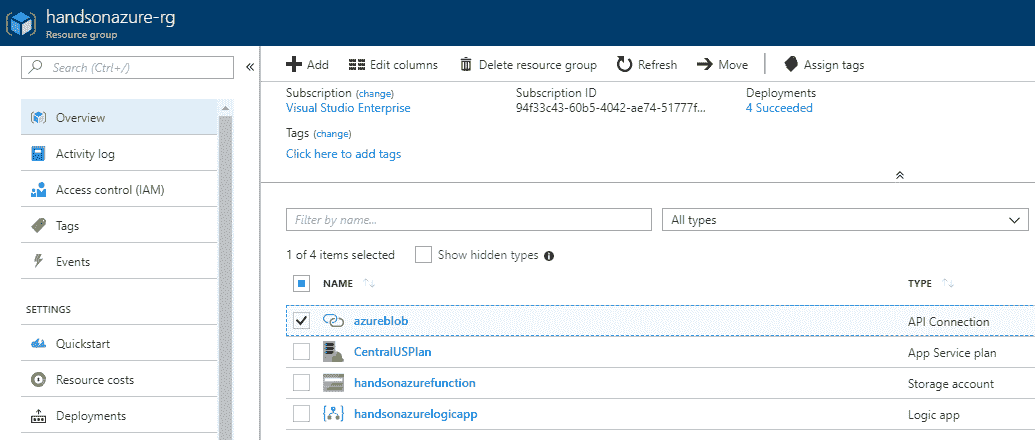 handsonazure-rg
Resource group
Search (Ctrl+/)
«
Overview
Activity log
Access control (IAM)
Tags
Events
SETTINGS
Quickstart
Resource costs
Deployments
Add Edit columns Delete resource group Refresh Move Assign tags
Subscription (change) Subscription ID Deployments
Visual Studio Enterprise 94f33c43-60b5-4042-ae74-51777f... 4 Succeeded
Tags (change)
Click here to add tags
Filter by name... All types
1 of 4 items selected Show hidden types
NAME TYPE
azureblob API Connection
CentralUSPlan App Service plan
handsonazurefunction Storage account
handsonazurelogicapp Logic app